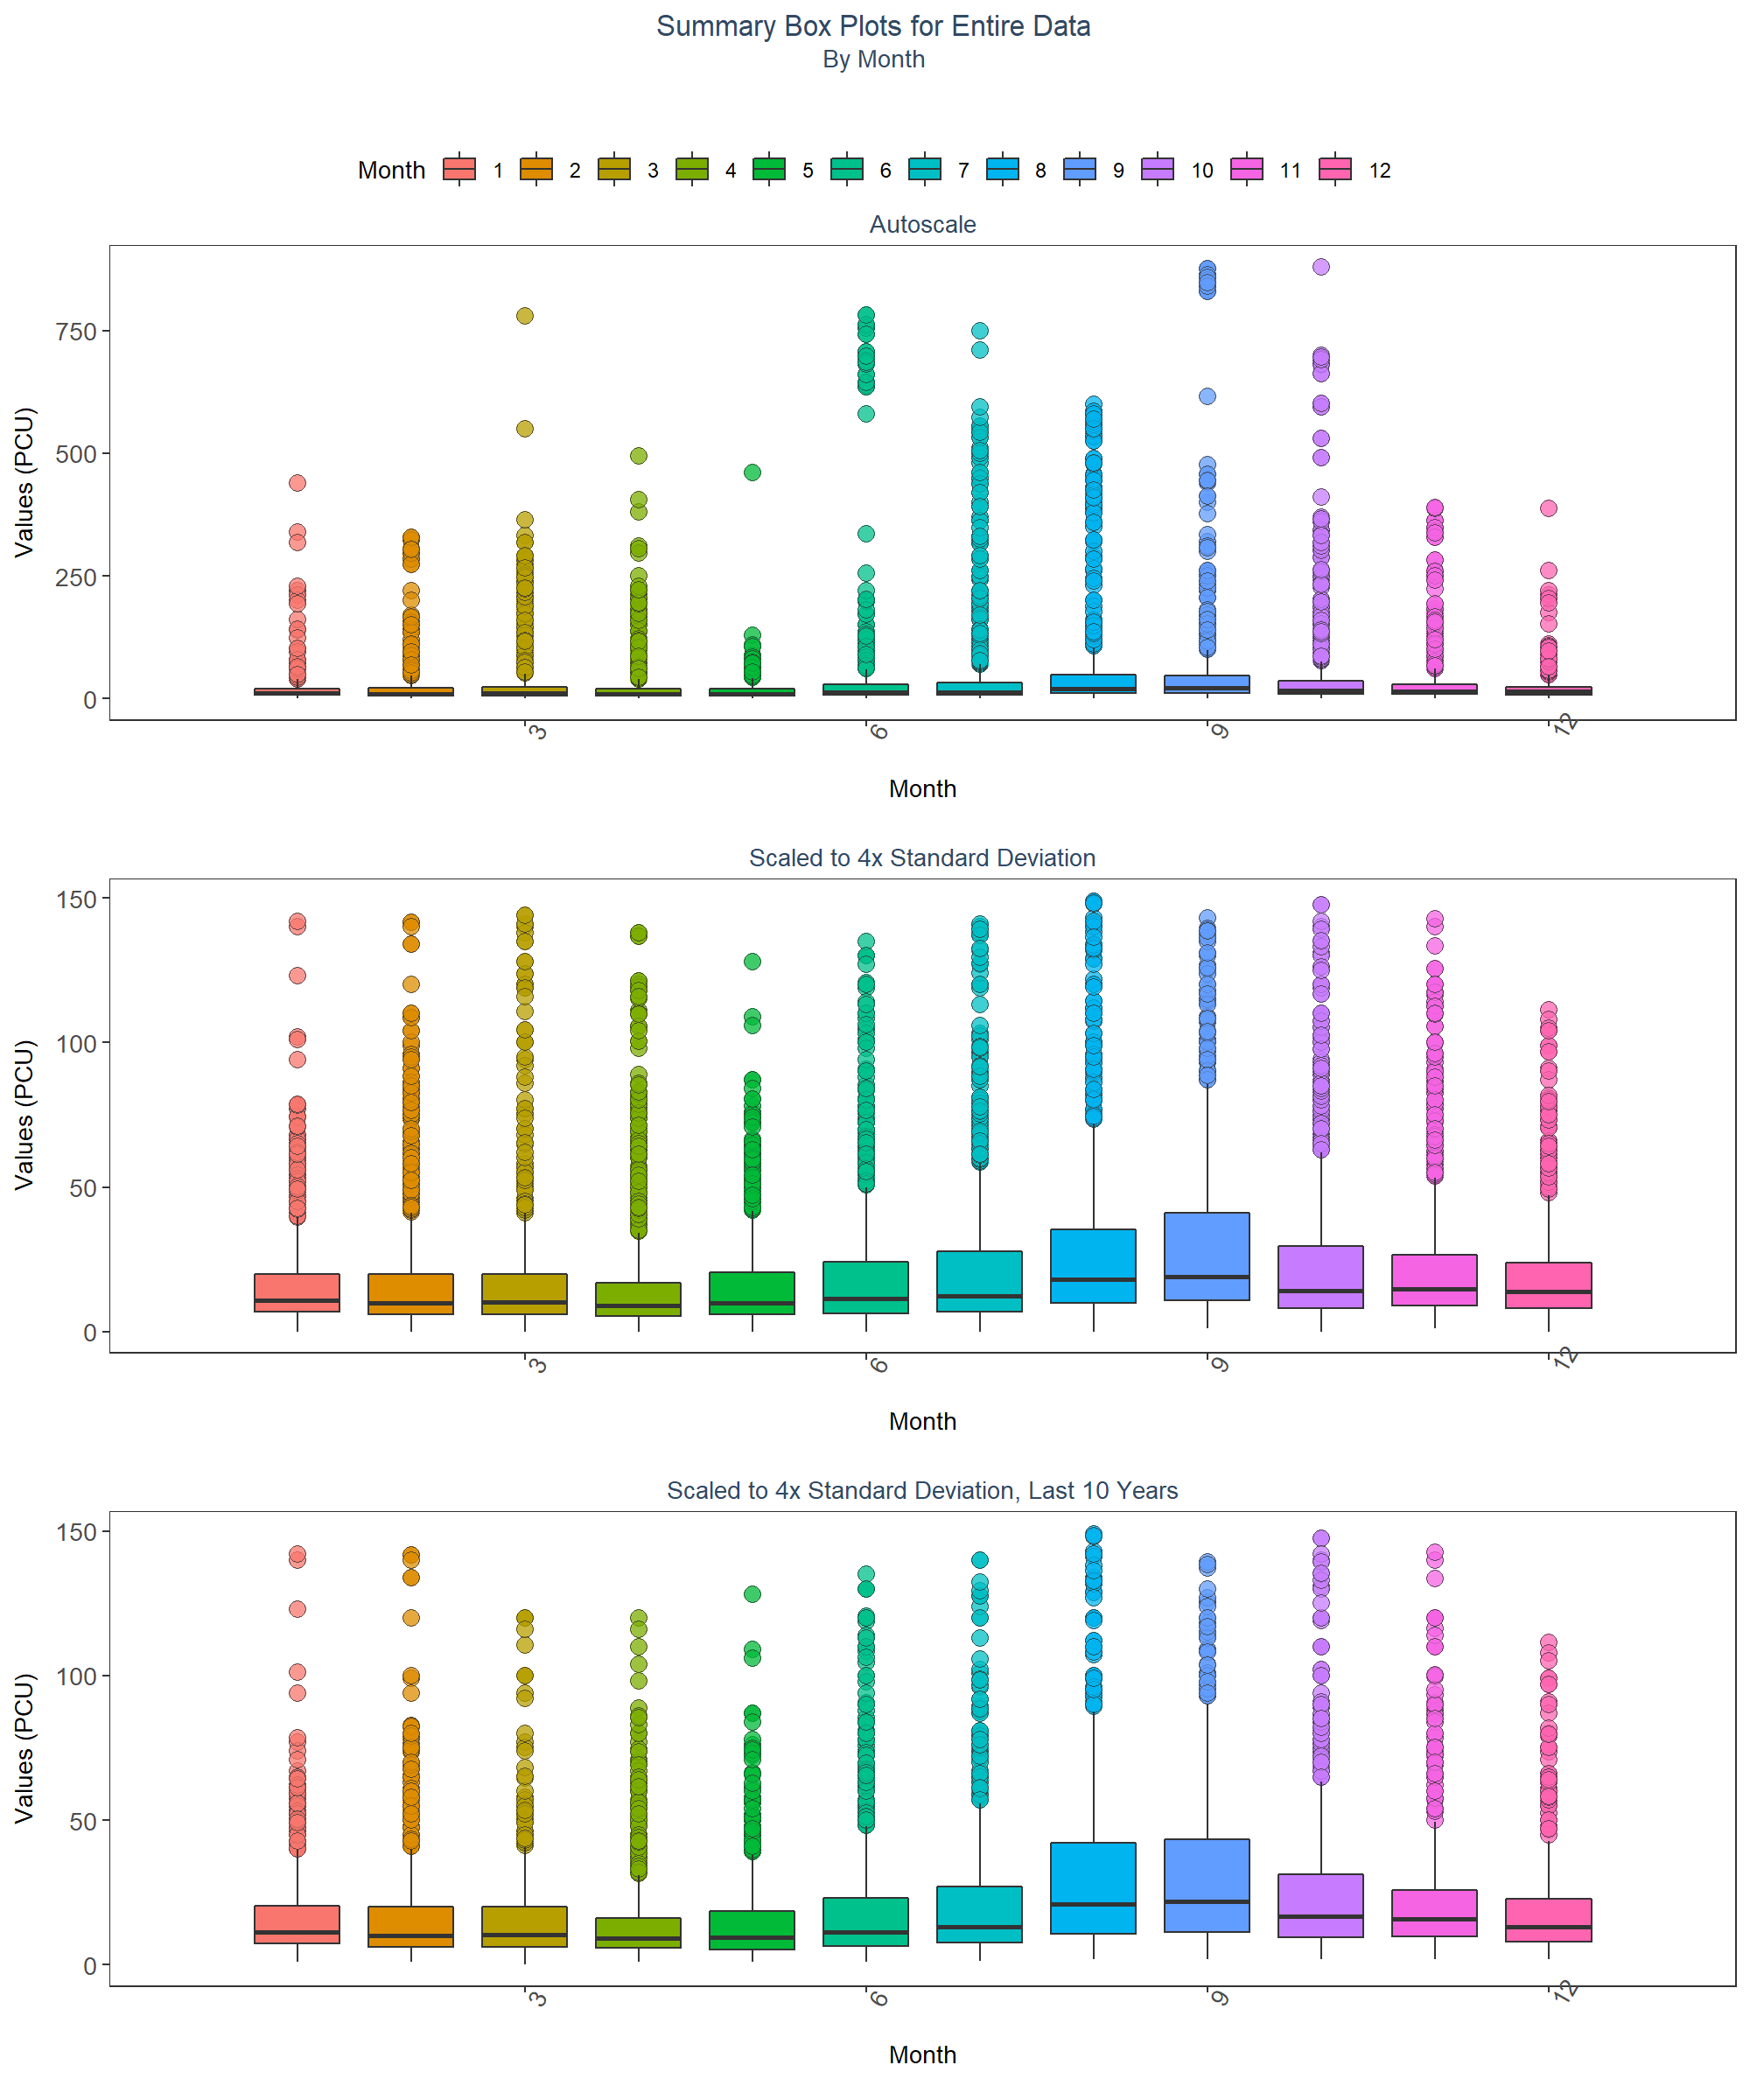 Summary Box Plots for Entire Data
By Month
Month 1 2 3 4 5 6 7 8 9 10 11 12
Autoscale
Values (PCU)
750
500
250
0
3 6 9 12
Month
Scaled to 4x Standard Deviation
Values (PCU)
150
100
50
0
3 6 9 12
Month
Scaled to 4x Standard Deviation, Last 10 Years
Values (PCU)
150
100
50
0
3 6 9 12
Month